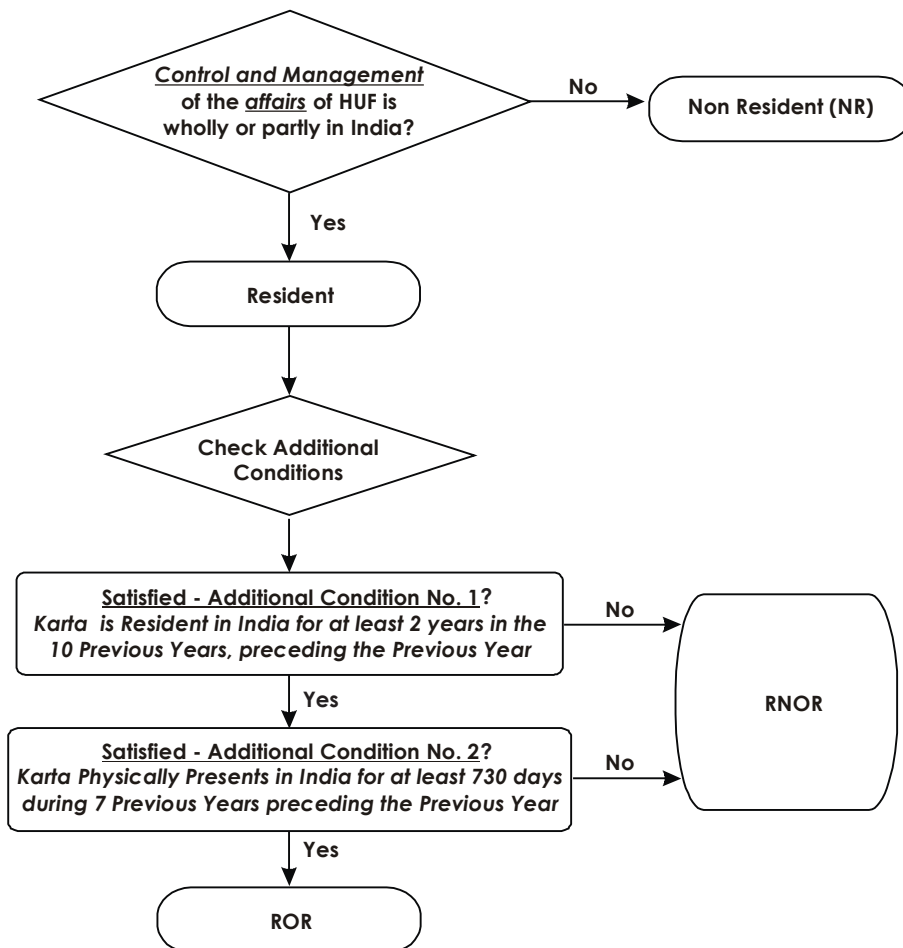 Control and Management
of the affairs of HUF is
wholly or partly in India?
No
Non Resident (NR)
Yes
Resident
Check Additional
Conditions
Satisfied - Additional Condition No. 1?
Karta is Resident in India for at least 2 years in the
10 Previous Years, preceding the Previous Year
No
RNOR
Yes
Satisfied - Additional Condition No. 2?
Karta Physically Presents in India for at least 730 days
during 7 Previous Years preceding the Previous Year
No
Yes
ROR